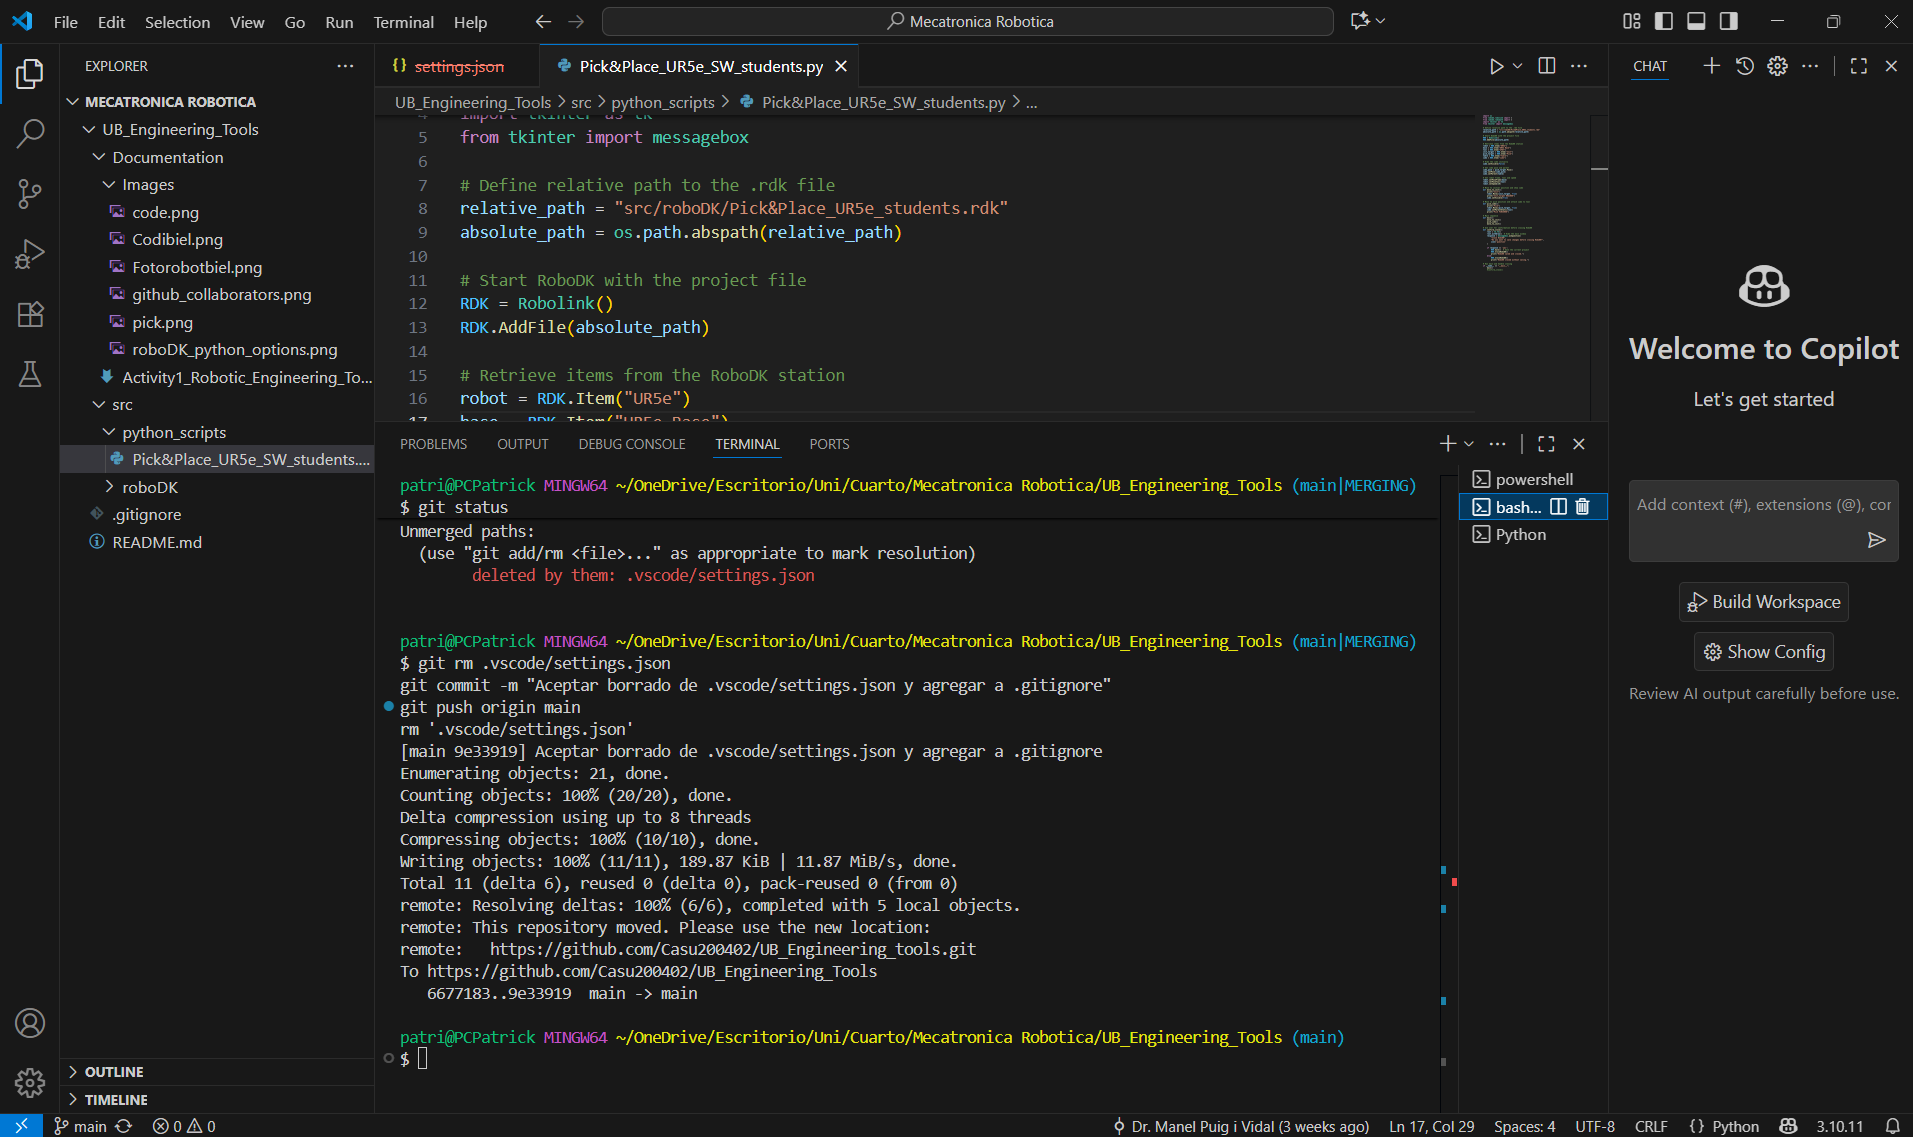 File Edit Selection View Go Run Terminal Help
Mecatronica Robotica
EXPLORER
MECATRONICA ROBOTICA
UB_Engineering_Tools
Documentation
Images
code.png
Codibiel.png
Fotorobotbiel.png
github_collaborators.png
pick.png
roboDK_python_options.png
Activity1_Robotic_Engineering_To...
src
python_scripts
Pick&Place_UR5e_SW_students....
roboDK
.gitignore
README.md
OUTLINE
TIMELINE
{} settings.json
Pick&Place_UR5e_SW_students.py
UB_Engineering_Tools > src > python_scripts > Pick&Place_UR5e_SW_students.py > ...
4 import tkinter as tk
5 from tkinter import messagebox
6
7 # Define relative path to the .rdk file
8 relative_path = "src/roboDK/Pick&Place_UR5e_students.rdk"
9 absolute_path = os.path.abspath(relative_path)
10
11 # Start RoboDK with the project file
12 RDK = Robolink()
13 RDK.AddFile(absolute_path)
14
15 # Retrieve items from the RoboDK station
16 robot = RDK.Item("UR5e")
17 base = RDK.Item("UR5e Base")
PROBLEMS OUTPUT DEBUG CONSOLE TERMINAL PORTS
patri@PCPatrick MINGW64 ~/OneDrive/Escritorio/Uni/Cuarto/Mecatronica Robotica/UB_Engineering_Tools (main|MERGING)
$ git status
Unmerged paths:
(use "git add/rm <file>..." as appropriate to mark resolution)
deleted by them: .vscode/settings.json
patri@PCPatrick MINGW64 ~/OneDrive/Escritorio/Uni/Cuarto/Mecatronica Robotica/UB_Engineering_Tools (main|MERGING)
$ git rm .vscode/settings.json
git commit -m "Aceptar borrado de .vscode/settings.json y agregar a .gitignore"
git push origin main
rm '.vscode/settings.json'
[main 9e33919] Aceptar borrado de .vscode/settings.json y agregar a .gitignore
Enumerating objects: 21, done.
Counting objects: 100% (20/20), done.
Delta compression using up to 8 threads
Compressing objects: 100% (10/10), done.
Writing objects: 100% (11/11), 189.87 KiB | 11.87 MiB/s, done.
Total 11 (delta 6), reused 0 (delta 0), pack-reused 0 (from 0)
remote: Resolving deltas: 100% (6/6), completed with 5 local objects.
remote: This repository moved. Please use the new location:
remote: https://github.com/Casu200402/UB_Engineering_tools.git
To https://github.com/Casu200402/UB_Engineering_Tools
6677183..9e33919 main -> main
patri@PCPatrick MINGW64 ~/OneDrive/Escritorio/Uni/Cuarto/Mecatronica Robotica/UB_Engineering_Tools (main)
$
powershell
bash...
Python
CHAT
Welcome to Copilot
Let's get started
Add context (#), extensions (@), cor
Build Workspace
Show Config
Review AI output carefully before use.
main
0 0
Dr. Manel Puig i Vidal (3 weeks ago)
Ln 17, Col 29
Spaces: 4
UTF-8
CRLF
{} Python
3.10.11